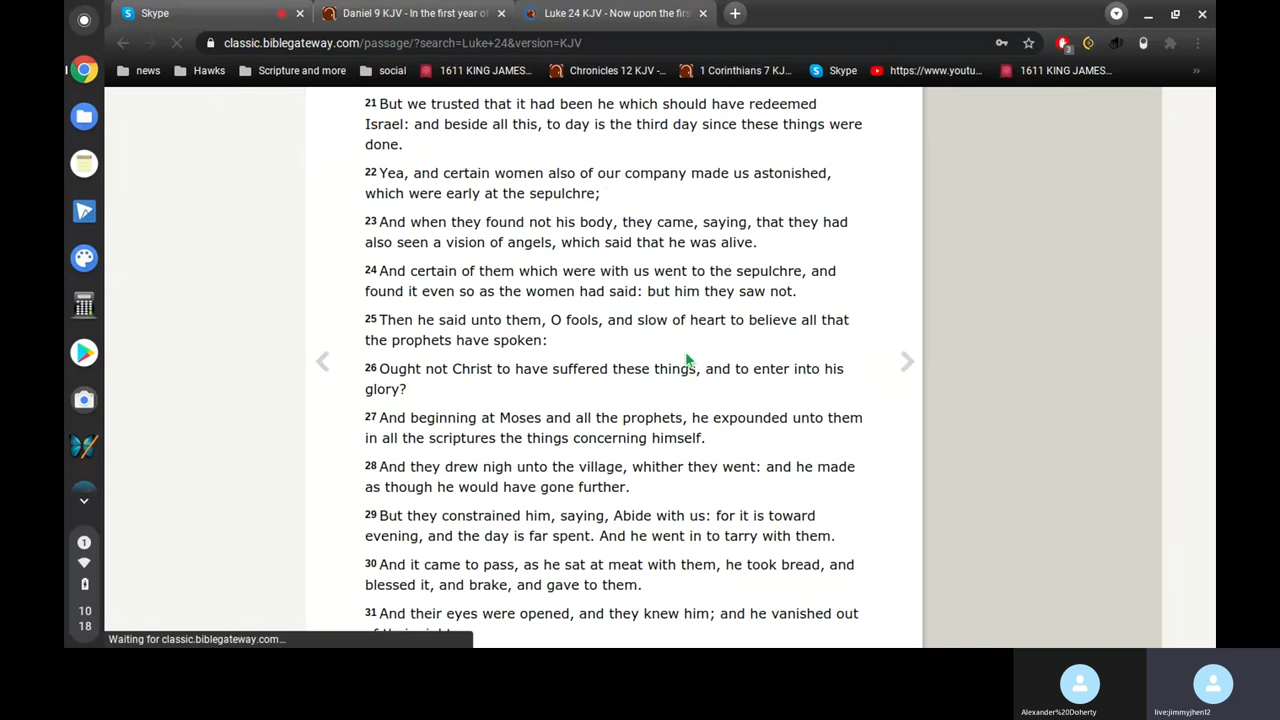 Skype
Daniel 9 KJV - In the first year of
Luke 24 KJV - Now upon the firs
classic.biblegateway.com/passage/?search=Luke+24&version=KJV
3
news
Hawks
Scripture and more
social
1611 KING JAMES...
Chronicles 12 KJV -...
1 Corinthians 7 KJ...
Skype
https://www.youtu...
1611 KING JAMES...
»
21 But we trusted that it had been he which should have redeemed
Israel: and beside all this, to day is the third day since these things were
done.
22 Yea, and certain women also of our company made us astonished,
which were early at the sepulchre;
23 And when they found not his body, they came, saying, that they had
also seen a vision of angels, which said that he was alive.
24 And certain of them which were with us went to the sepulchre, and
found it even so as the women had said: but him they saw not.
25 Then he said unto them, O fools, and slow of heart to believe all that
the prophets have spoken:
26 Ought not Christ to have suffered these things, and to enter into his
glory?
27 And beginning at Moses and all the prophets, he expounded unto them
in all the scriptures the things concerning himself.
28 And they drew nigh unto the village, whither they went: and he made
as though he would have gone further.
29 But they constrained him, saying, Abide with us: for it is toward
evening, and the day is far spent. And he went in to tarry with them.
30 And it came to pass, as he sat at meat with them, he took bread, and
blessed it, and brake, and gave to them.
31 And their eyes were opened, and they knew him; and he vanished out
1
10
18
Waiting for classic.biblegateway.com...
Alexander%20Doherty
live:jimmyjhen12